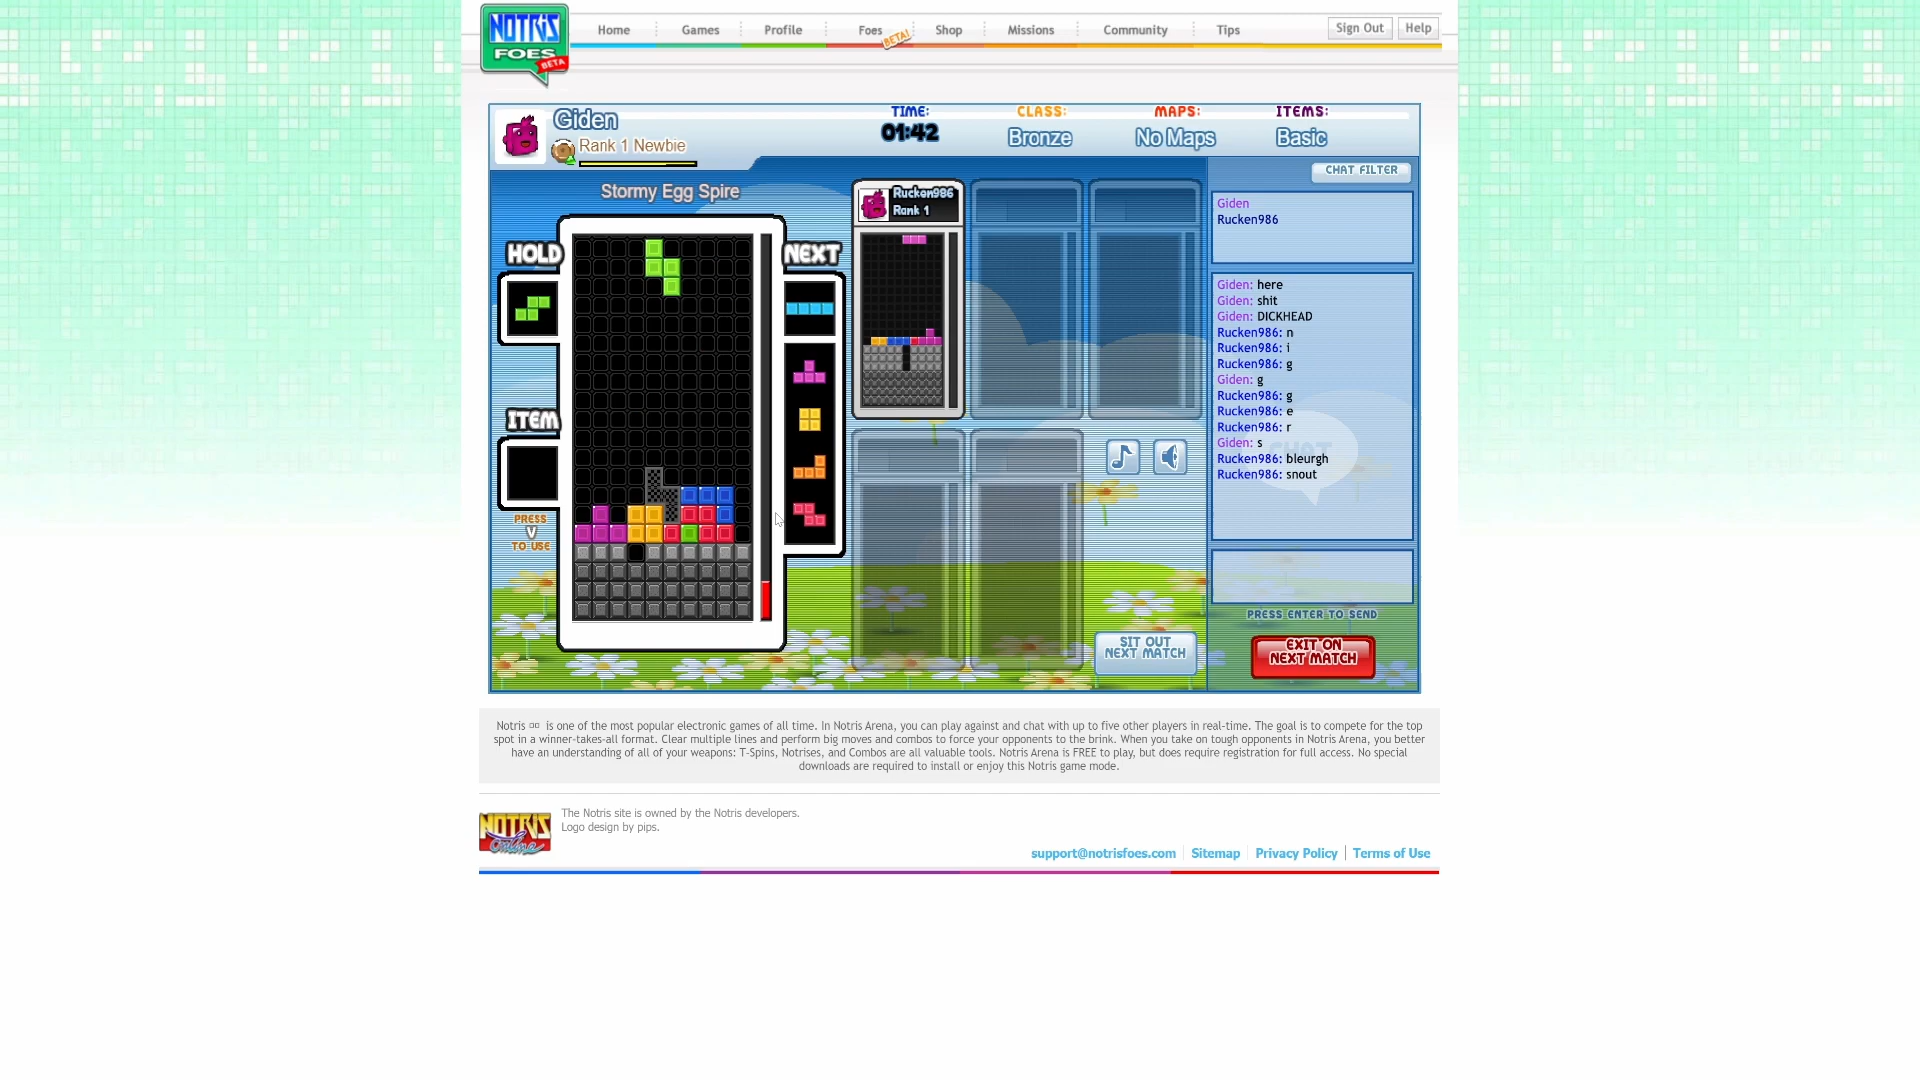 NOTRiS
FOES
BETA
Home
Games
Profile
Foes
BETA!
Shop
Missions
Community
Tips
Sign Out
Help
Giden
Rank 1 Newbie
TIME:
01:42
CLASS:
Bronze
MAPS:
No Maps
ITEMS:
Basic
Stormy Egg Spire
HOLD
ITEM
PRESS
V
TO USE
NEXT
Rucken986
Rank 1
CHAT FILTER
Giden
Rucken986
Giden: here
Giden: shit
Giden: DICKHEAD
Rucken986: n
Rucken986: i
Rucken986: g
Giden: g
Rucken986: g
Rucken986: e
Rucken986: r
Giden: s
Rucken986: bleurgh
Rucken986: snout
CHAT
PRESS ENTER TO SEND
SIT OUT
NEXT MATCH
EXIT ON
NEXT MATCH
Notris is one of the most popular electronic games of all time. In Notris Arena, you can play against and chat with up to five other players in real-time. The goal is to compete for the top
spot in a winner-takes-all format. Clear multiple lines and perform big moves and combos to force your opponents to the brink. When you take on tough opponents in Notris Arena, you better
have an understanding of all of your weapons: T-Spins, Notrises, and Combos are all valuable tools. Notris Arena is FREE to play, but does require registration for full access. No special
downloads are required to install or enjoy this Notris game mode.
NOTRIS
Online
The Notris site is owned by the Notris developers.
Logo design by pips.
support@notrisfoes.com
Sitemap
Privacy Policy
Terms of Use